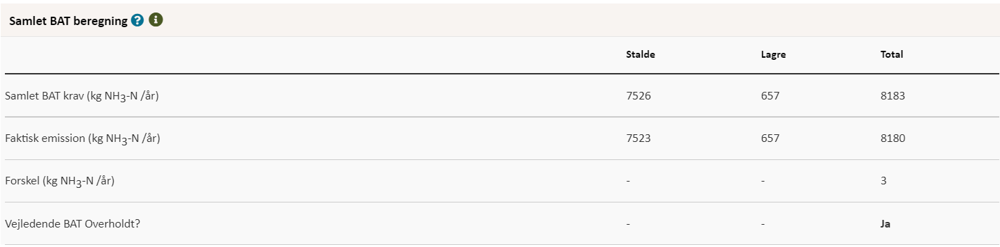 Samlet BAT beregning ? i
Stalde Lagre Total
Samlet BAT krav (kg NH3-N /år) 7526 657 8183
Faktisk emission (kg NH3-N /år) 7523 657 8180
Forskel (kg NH3-N /år) - - 3
Vejledende BAT Overholdt? - - Ja